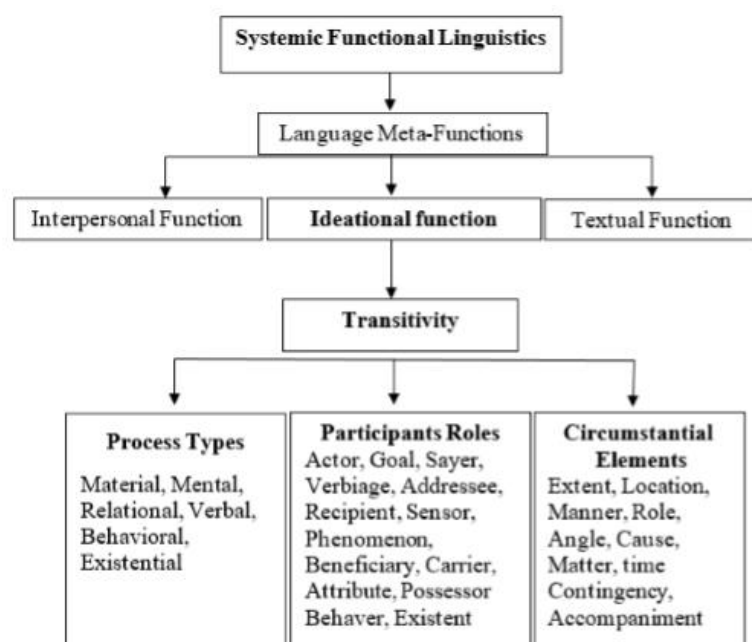 Systemic Functional Linguistics
Language Meta-Functions
Interpersonal Function
Ideational function
Textual Function
Transitivity
Process Types
Material, Mental,
Relational, Verbal,
Behavioral,
Existential
Participants Roles
Actor, Goal, Sayer,
Verbiage, Addressee,
Recipient, Sensor,
Phenomenon,
Beneficiary, Carrier,
Attribute, Possessor
Behaver, Existent
Circumstantial
Elements
Extent, Location,
Manner, Role,
Angle, Cause,
Matter, time
Contingency,
Accompaniment